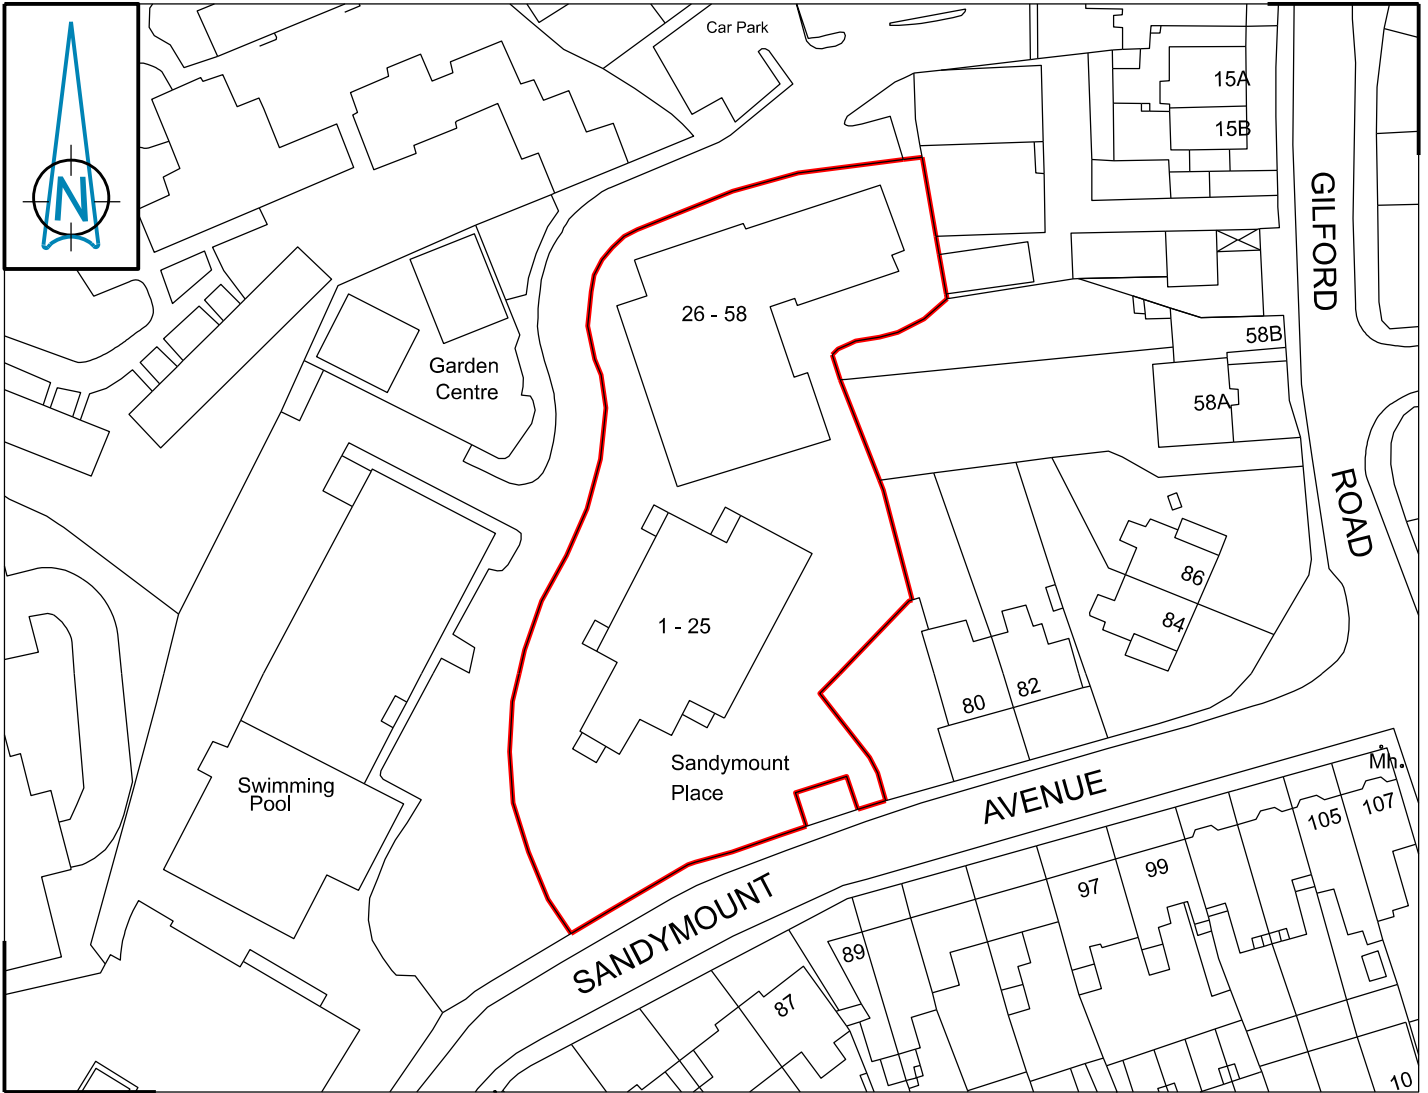 Car Park
N
15A
15B
GILFORD
ROAD
26 - 58
58B
58A
Garden
Centre
86
84
1 - 25
80
82
Sandymount
Place
Swimming
Pool
SANDYMOUNT
AVENUE
Mh.
107
105
99
97
89
87
10